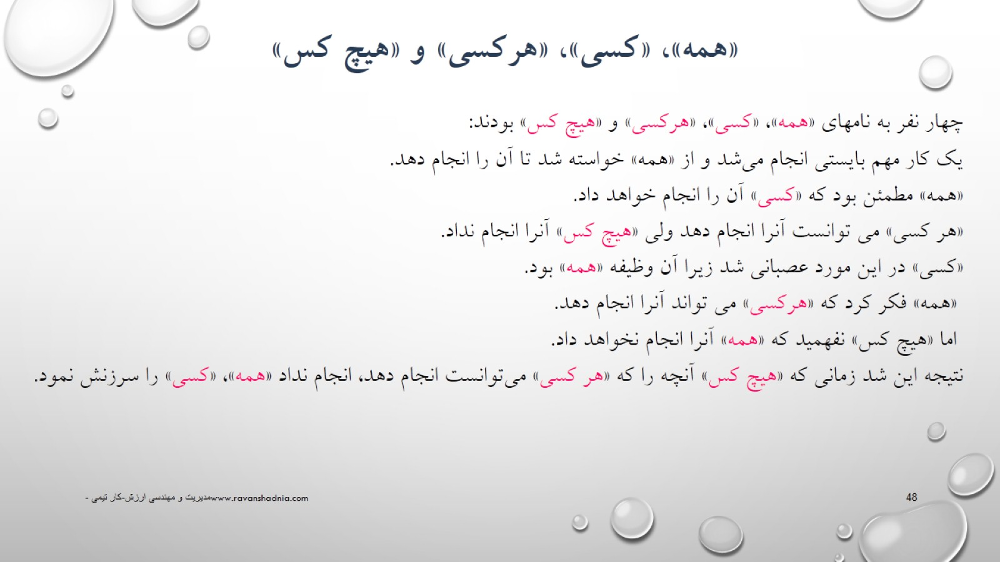 «همه»، «کسی»، «هرکسی» و «هیچ کس»
چهار نفر به نامهای «همه»، «کسی»، «هرکسی» و «هیچ کس» بودند:
یک کار مهم بایستی انجام می‌شد و از «همه» خواسته شد تا آن را انجام دهد.
«همه» مطمئن بود که «کسی» آن را انجام خواهد داد.
«هر کسی» می توانست آنرا انجام دهد ولی «هیچ کس» آنرا انجام نداد.
«کسی» در این مورد عصبانی شد زیرا آن وظیفه «همه» بود.
«همه» فکر کرد که «هرکسی» می تواند آنرا انجام دهد.
اما «هیچ کس» نفهمید که «همه» آنرا انجام نخواهد داد.
نتیجه این شد زمانی که «هیچ کس» آنچه را که «هر کسی» می‌توانست انجام دهد، انجام نداد «همه»، «کسی» را سرزنش نمود.
مدیریت و مهندسی ارزش-کار تیمی - www.ravanshadnia.com
48